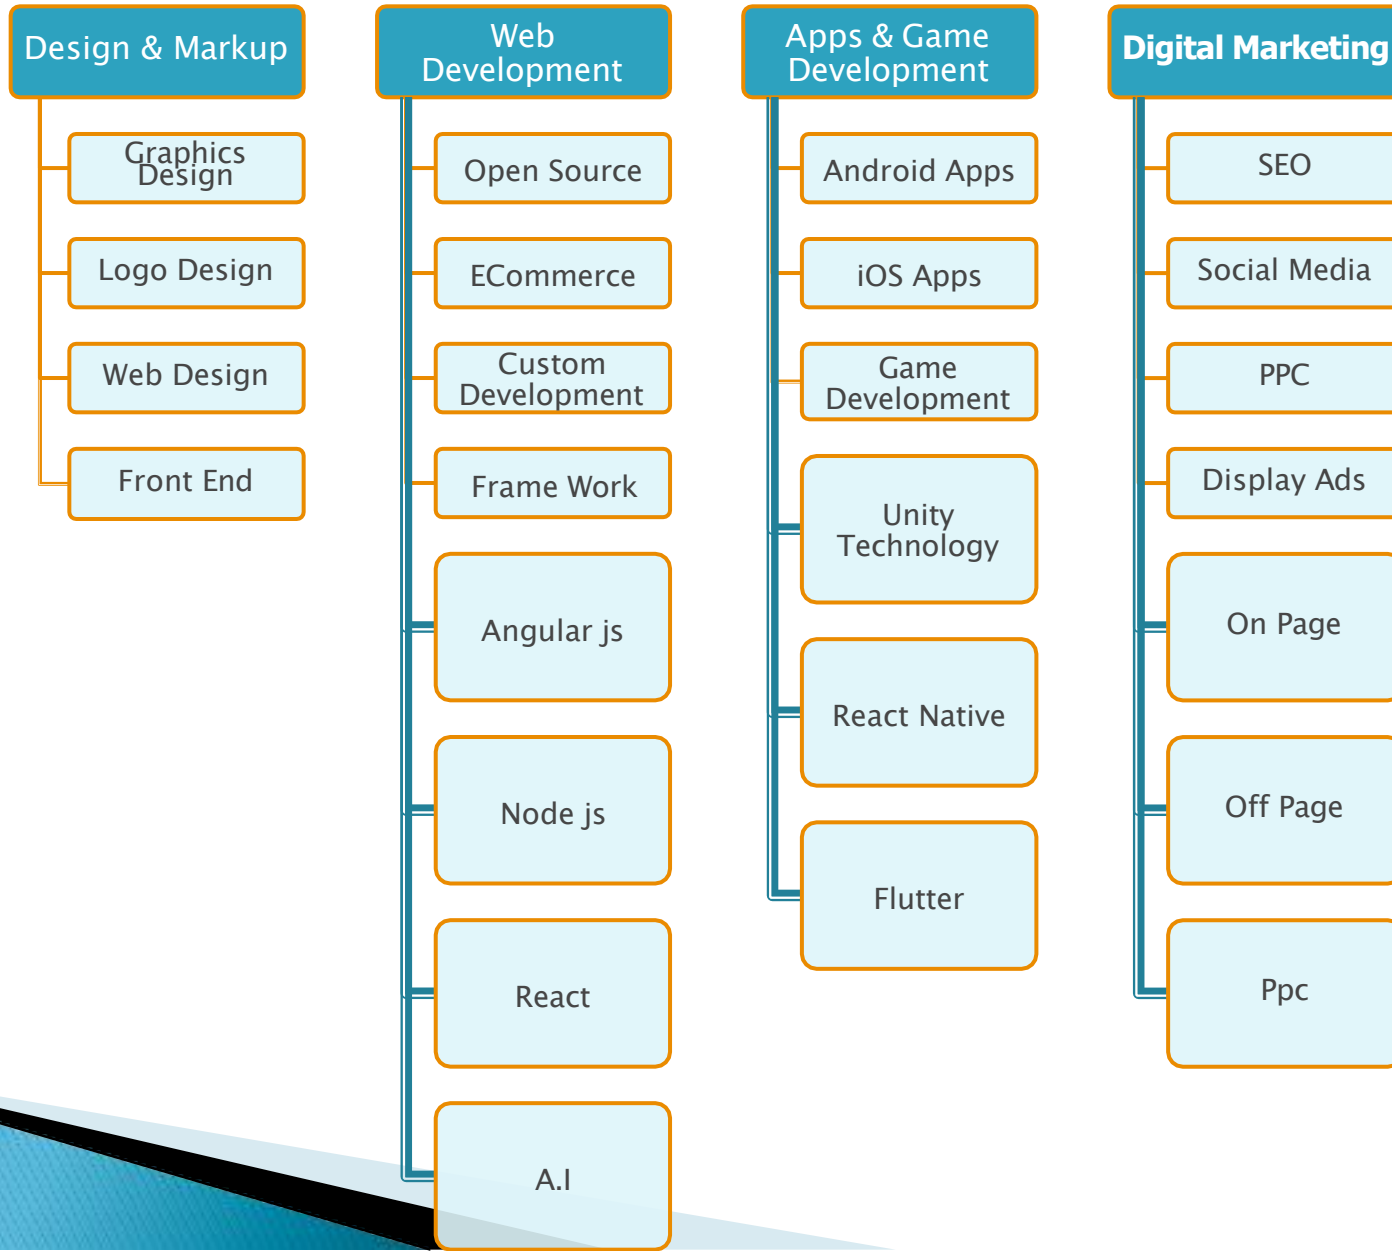 Design & Markup
Graphics
Design
Logo Design
Web Design
Front End
Web
Development
Open Source
ECommerce
Custom
Development
Frame Work
Angular js
Node js
React
A.I
Apps & Game
Development
Android Apps
iOS Apps
Game
Development
Unity
Technology
React Native
Flutter
Digital Marketing
SEO
Social Media
PPC
Display Ads
On Page
Off Page
Ppc